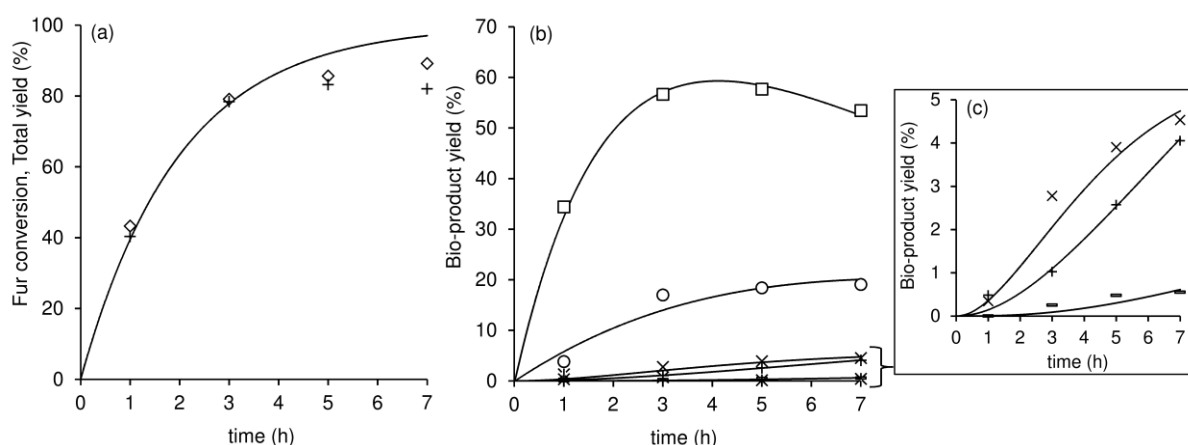 (a)
Fur conversion, Total yield (%)
100
80
60
40
20
0
0 1 2 3 4 5 6 7
time (h)
(b)
Bio-product yield (%)
70
60
50
40
30
20
10
0
0 1 2 3 4 5 6 7
time (h)
(c)
Bio-product yield (%)
5
4
3
2
1
0
0 1 2 3 4 5 6 7
time (h)